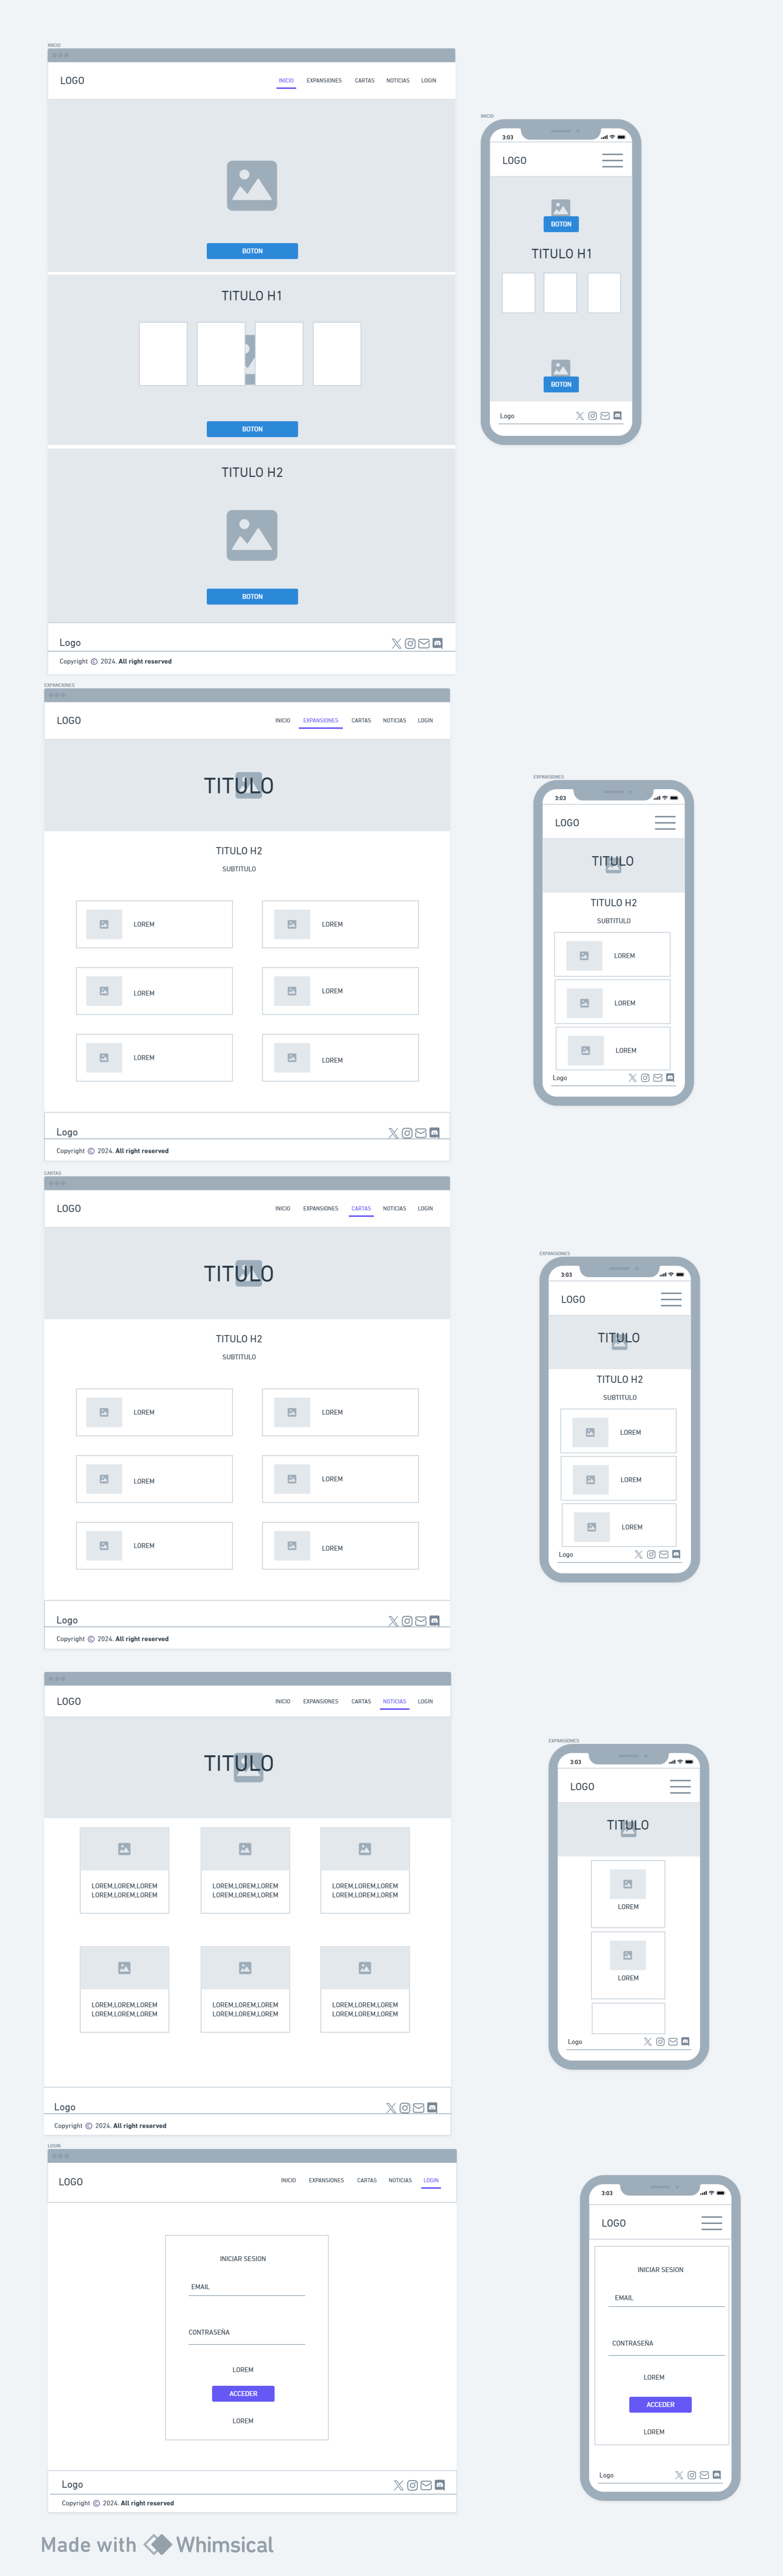 INICIO
LOGO INICIO EXPANSIONES CARTAS NOTICIAS LOGIN
BOTON
TITULO H1
BOTON
TITULO H2
BOTON
Logo
Copyright © 2024. All right reserved
INICIO
3:03
LOGO
BOTON
TITULO H1
BOTON
Logo
EXPANCIONES
LOGO INICIO EXPANSIONES CARTAS NOTICIAS LOGIN
TITULO
TITULO H2
SUBTITULO
LOREM LOREM
LOREM LOREM
LOREM LOREM
Logo
Copyright © 2024. All right reserved
EXPANSIONES
3:03
LOGO
TITULO
TITULO H2
SUBTITULO
LOREM
LOREM
LOREM
Logo
CARTAS
LOGO INICIO EXPANSIONES CARTAS NOTICIAS LOGIN
TITULO
TITULO H2
SUBTITULO
LOREM LOREM
LOREM LOREM
LOREM LOREM
Logo
Copyright © 2024. All right reserved
EXPANSIONES
3:03
LOGO
TITULO
TITULO H2
SUBTITULO
LOREM
LOREM
LOREM
Logo
LOGO INICIO EXPANSIONES CARTAS NOTICIAS LOGIN
TITULO
LOREM,LOREM,LOREM LOREM,LOREM,LOREM LOREM,LOREM,LOREM
LOREM,LOREM,LOREM LOREM,LOREM,LOREM LOREM,LOREM,LOREM
LOREM,LOREM,LOREM LOREM,LOREM,LOREM LOREM,LOREM,LOREM
LOREM,LOREM,LOREM LOREM,LOREM,LOREM LOREM,LOREM,LOREM
Logo
Copyright © 2024. All right reserved
EXPANSIONES
3:03
LOGO
TITULO
LOREM
LOREM
Logo
LOGIN
LOGO INICIO EXPANSIONES CARTAS NOTICIAS LOGIN
INICIAR SESION
EMAIL
CONTRASEÑA
LOREM
ACCEDER
LOREM
Logo
Copyright © 2024. All right reserved
3:03
LOGO
INICIAR SESION
EMAIL
CONTRASEÑA
LOREM
ACCEDER
LOREM
Logo
Made with Whimsical